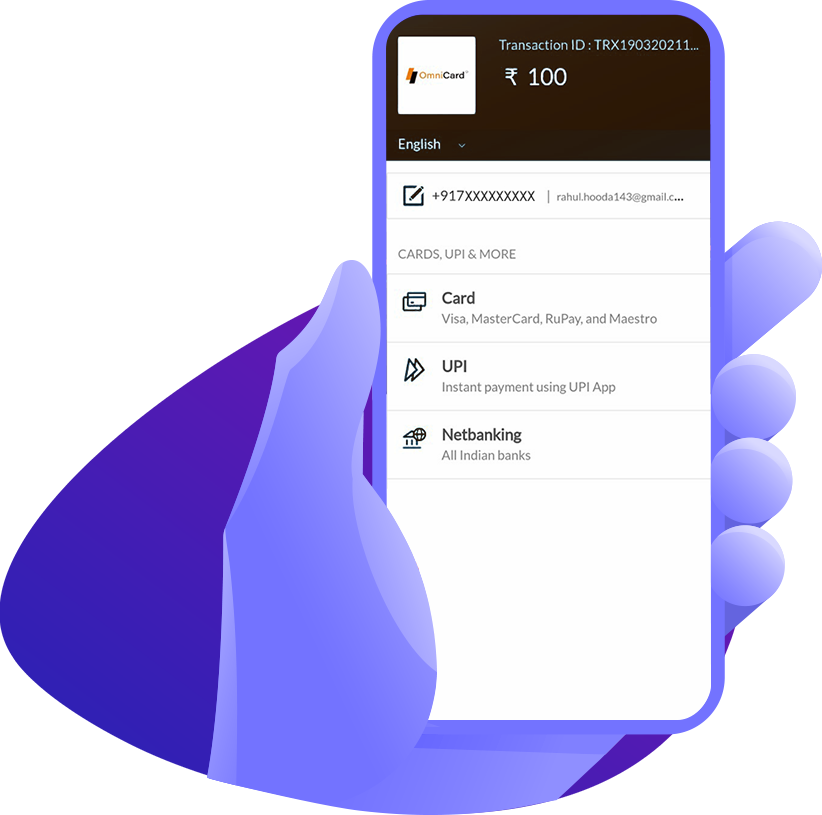 OmniCard
Transaction ID : TRX190320211...
₹ 100
English
+917XXXXXXXXX | rahul.hooda143@gmail.c...
CARDS, UPI & MORE
Card
Visa, MasterCard, RuPay, and Maestro
UPI
Instant payment using UPI App
Netbanking
All Indian banks